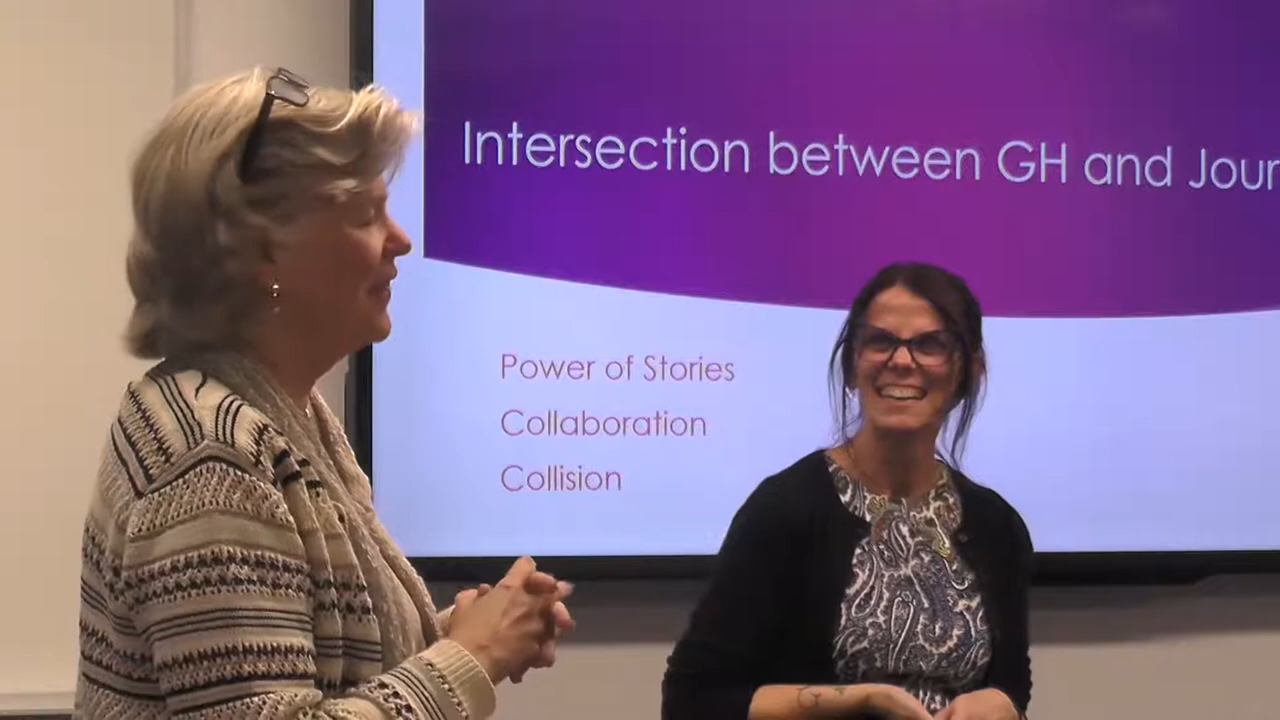 Intersection between GH and Jour
Power of Stories
Collaboration
Collision